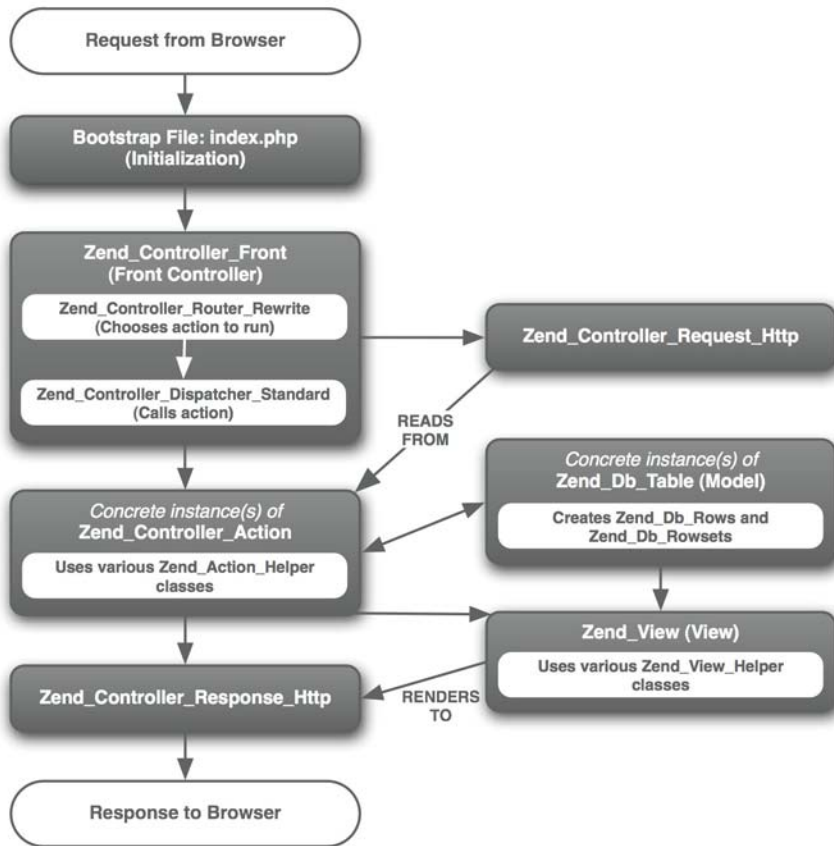 Request from Browser
Bootstrap File: index.php
(Initialization)
Zend_Controller_Front
(Front Controller)
Zend_Controller_Router_Rewrite
(Chooses action to run)
Zend_Controller_Dispatcher_Standard
(Calls action)
Zend_Controller_Request_Http
READS
FROM
Concrete instance(s) of
Zend_Controller_Action
Uses various Zend_Action_Helper
classes
Concrete instance(s) of
Zend_Db_Table (Model)
Creates Zend_Db_Rows and
Zend_Db_Rowsets
Zend_View (View)
Uses various Zend_View_Helper
classes
Zend_Controller_Response_Http
RENDERS
TO
Response to Browser